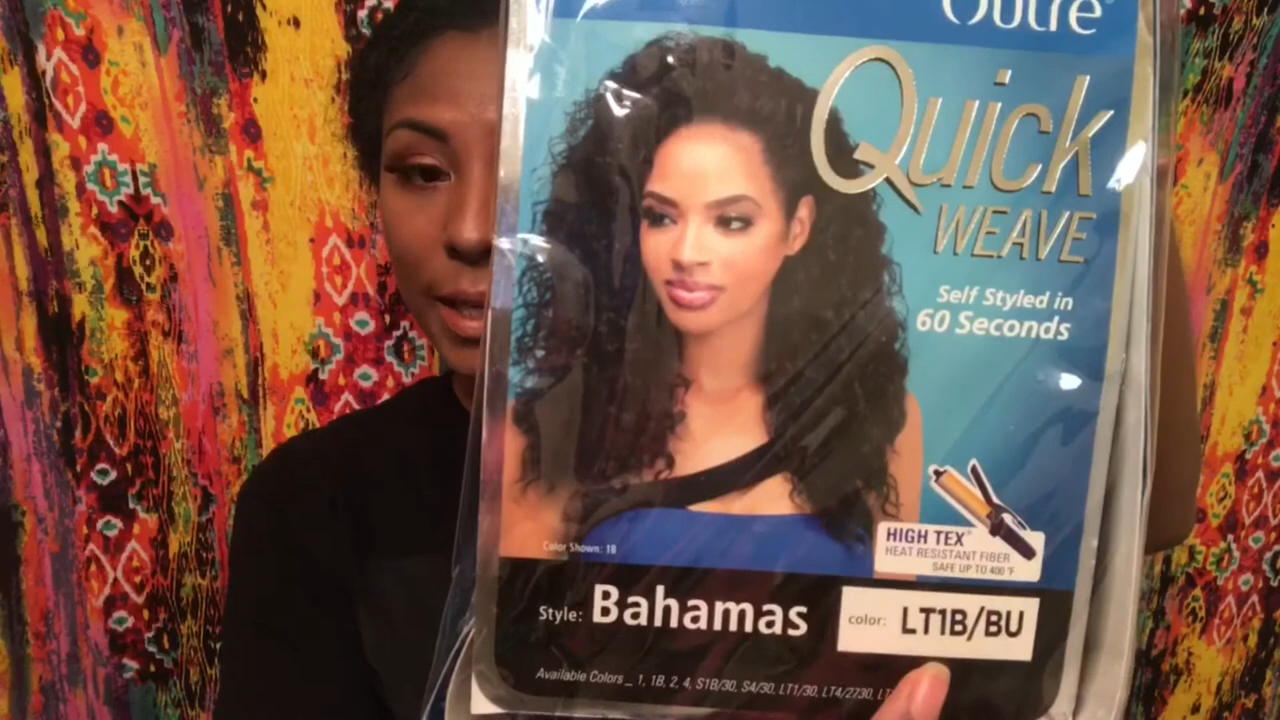 Outre
Quick
WEAVE
Self Styled in
60 Seconds
HIGH TEX®
HEAT RESISTANT FIBER
SAFE UP TO 400 °F
Color Shown: 1B
Style: Bahamas
color: LT1B/BU
Available Colors _ 1, 1B, 2, 4, S1B/30, S4/30, LT1/30, LT4/2730,